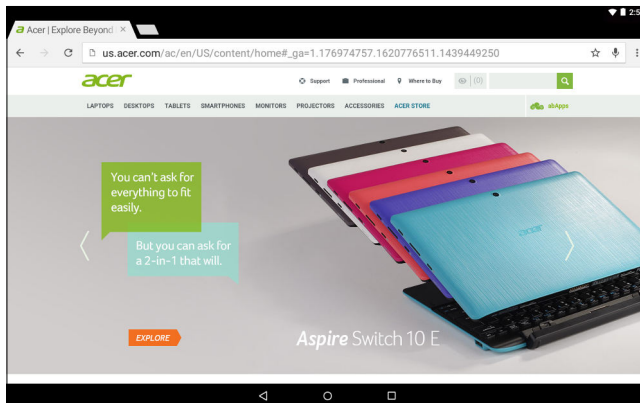 2:5
Acer | Explore Beyond
us.acer.com/ac/en/US/content/home#_ga=1.176974757.1620776511.1439449250
acer
Support
Professional
Where to Buy
(0)
LAPTOPS DESKTOPS TABLETS SMARTPHONES MONITORS PROJECTORS ACCESSORIES ACER STORE
abApps
You can't ask for
everything to fit
easily.
But you can ask for
a 2-in-1 that will.
acer
EXPLORE
Aspire Switch 10 E